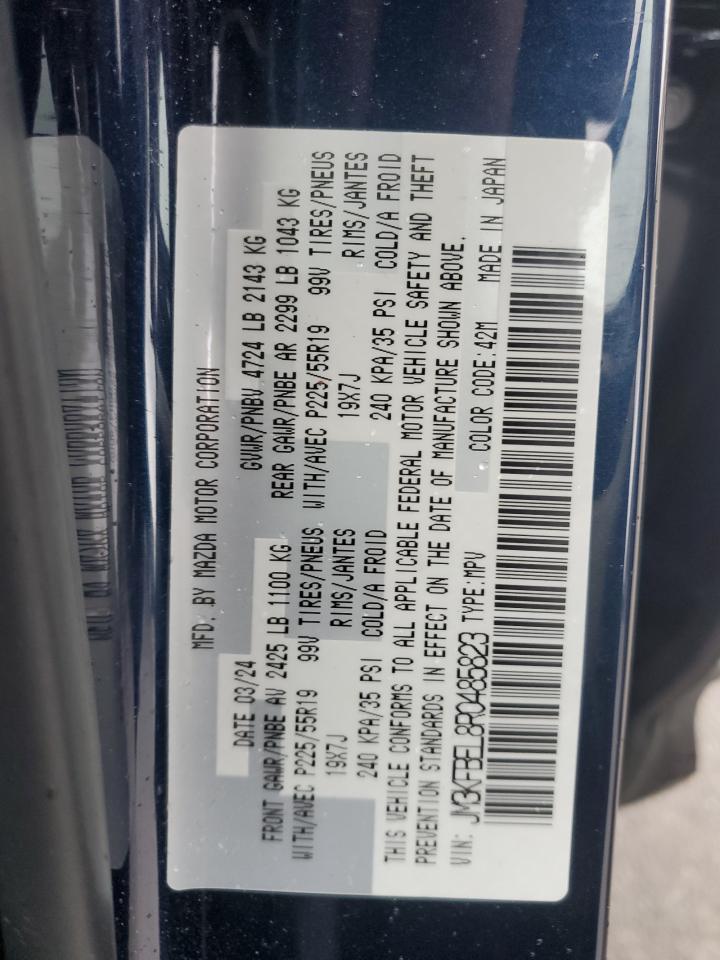 MFD. BY MAZDA MOTOR CORPORATION
DATE 03/24 GVWR/PNBV 4724 LB 2143 KG
FRONT GAWR/PNBE AV 2425 LB 1100 KG REAR GAWR/PNBE AR 2299 LB 1043 KG
WITH/AVEC P225/55R19 99V TIRES/PNEUS WITH/AVEC P225/55R19 99V TIRES/PNEUS
19X7J RIMS/JANTES 19X7J RIMS/JANTES
240 KPA/35 PSI COLD/A FROID 240 KPA/35 PSI COLD/A FROID
THIS VEHICLE CONFORMS TO ALL APPLICABLE FEDERAL MOTOR VEHICLE SAFETY AND THEFT
PREVENTION STANDARDS IN EFFECT ON THE DATE OF MANUFACTURE SHOWN ABOVE.
VIN: JM3KFBEL8R0485823 TYPE:MPV COLOR CODE:42M MADE IN JAPAN